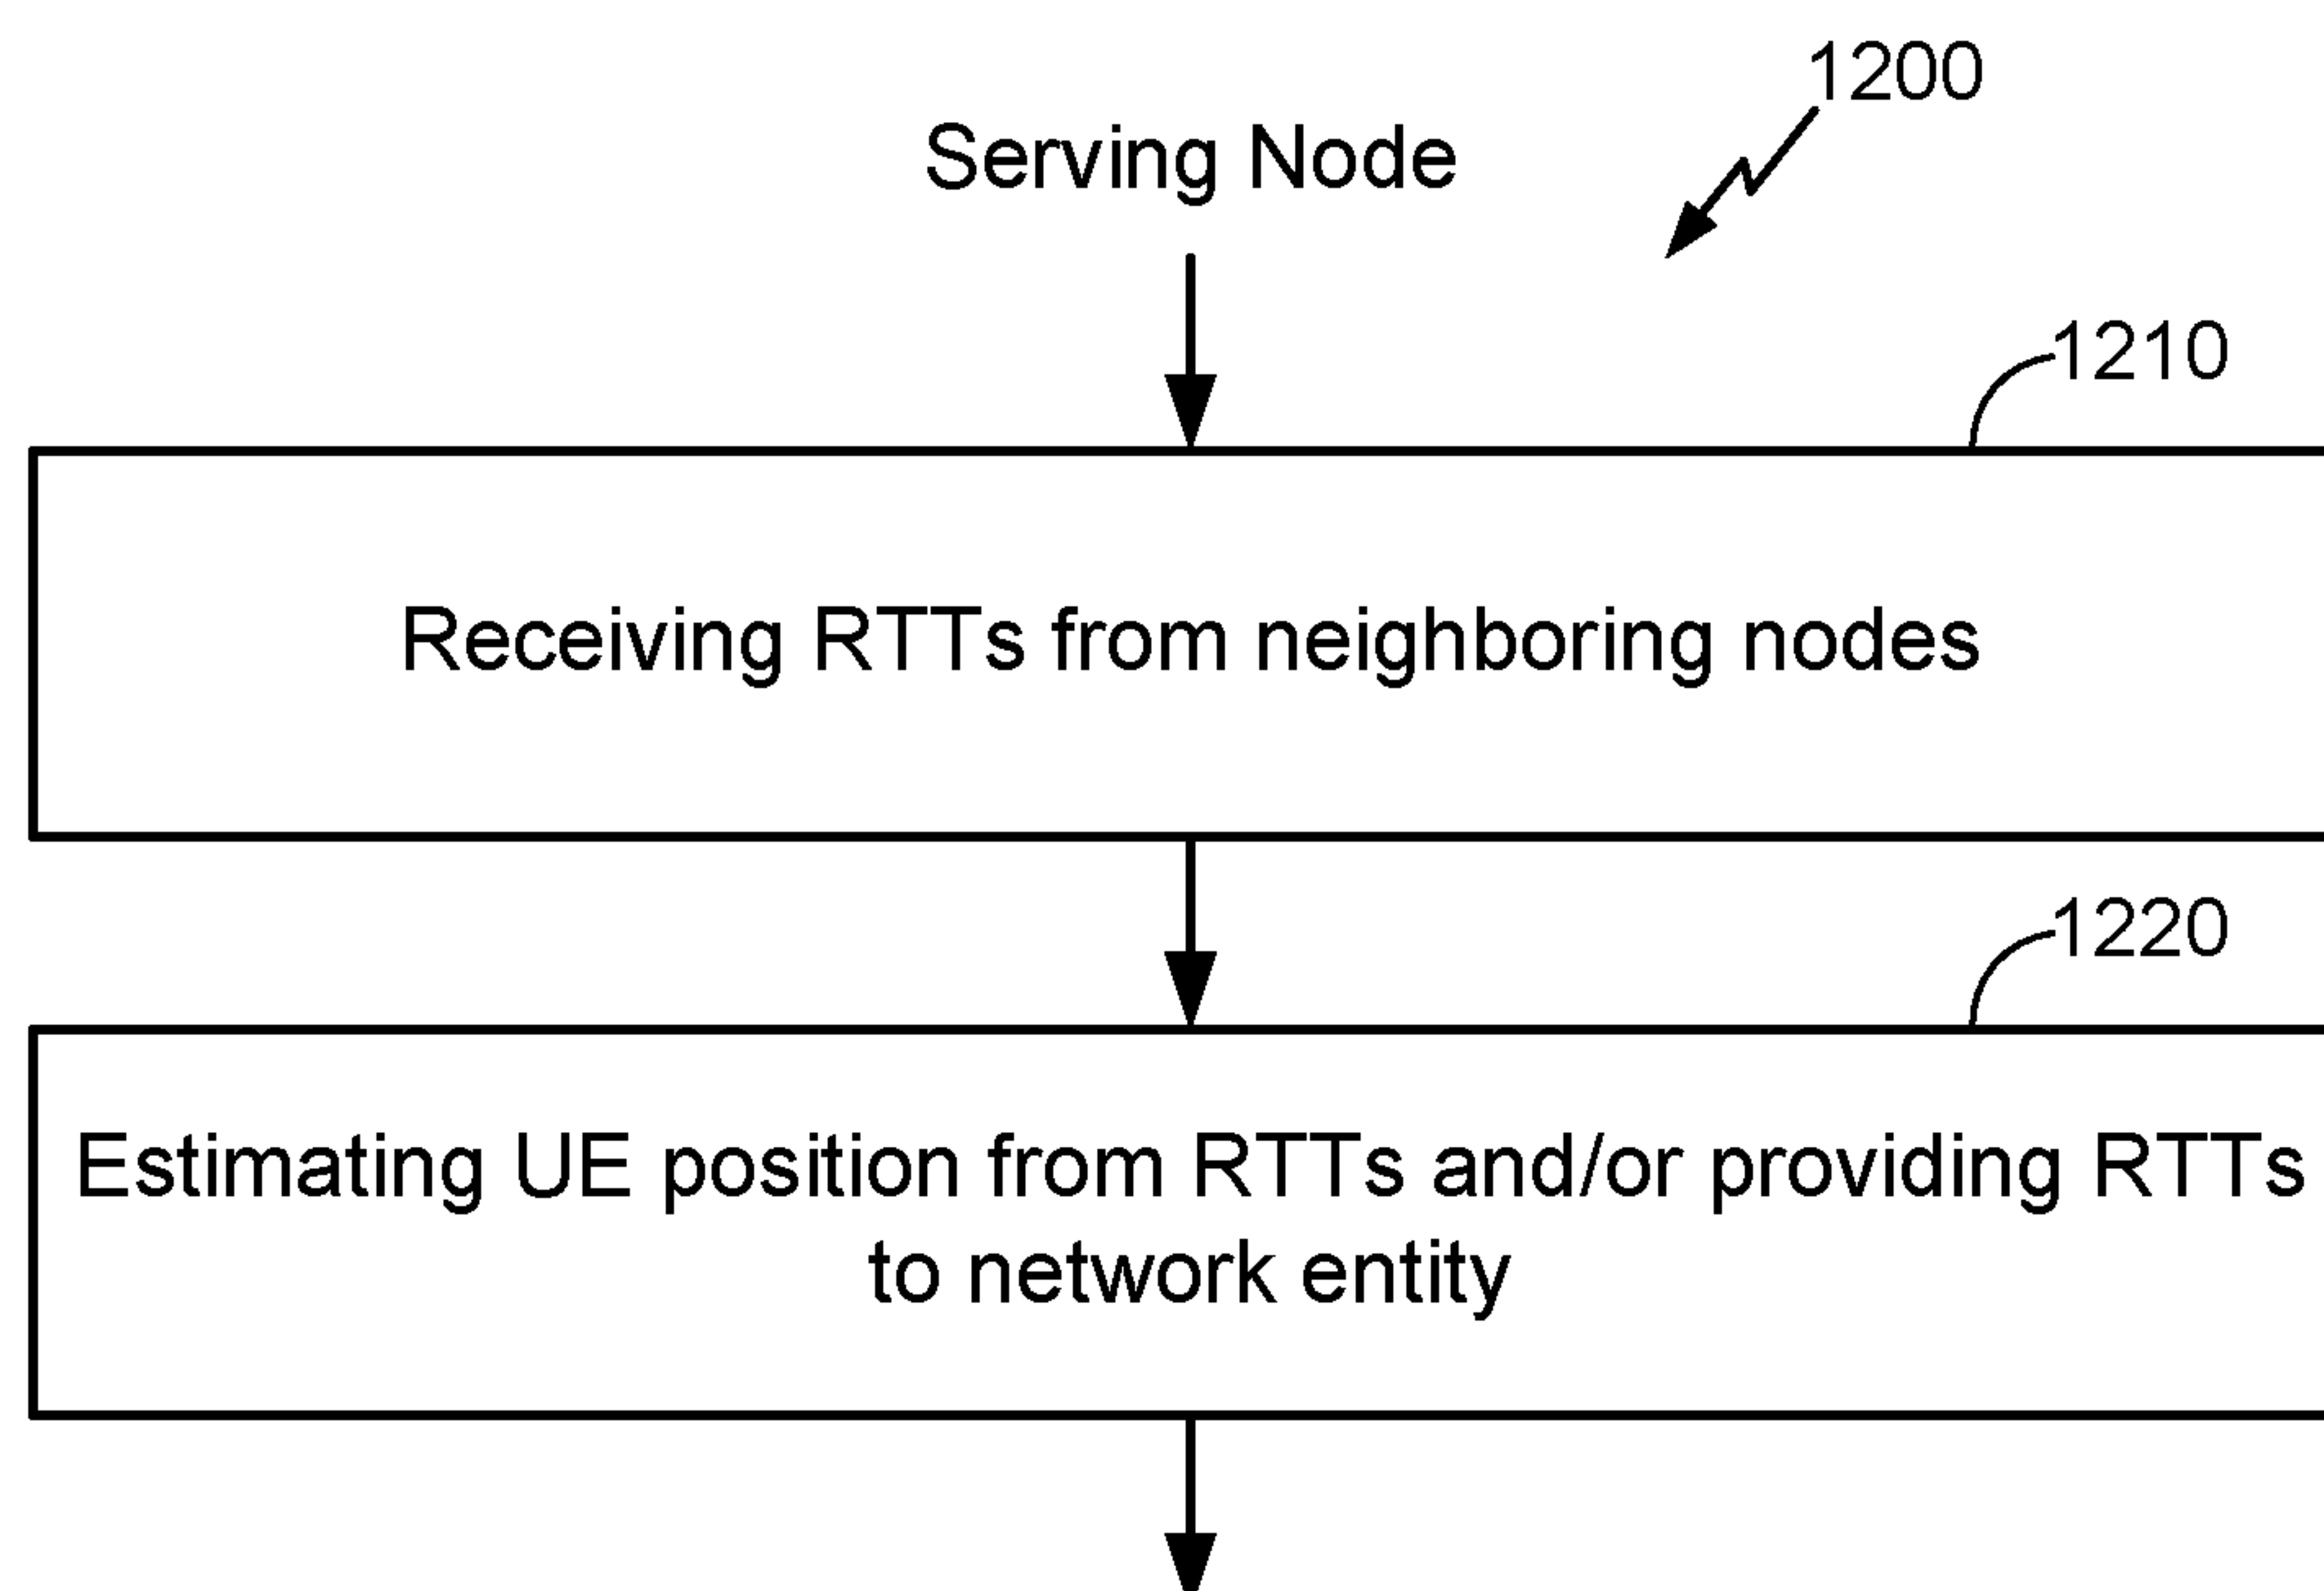 1200
Serving Node
1210
Receiving RTTs from neighboring nodes
1220
Estimating UE position from RTTs and/or providing RTTs
to network entity